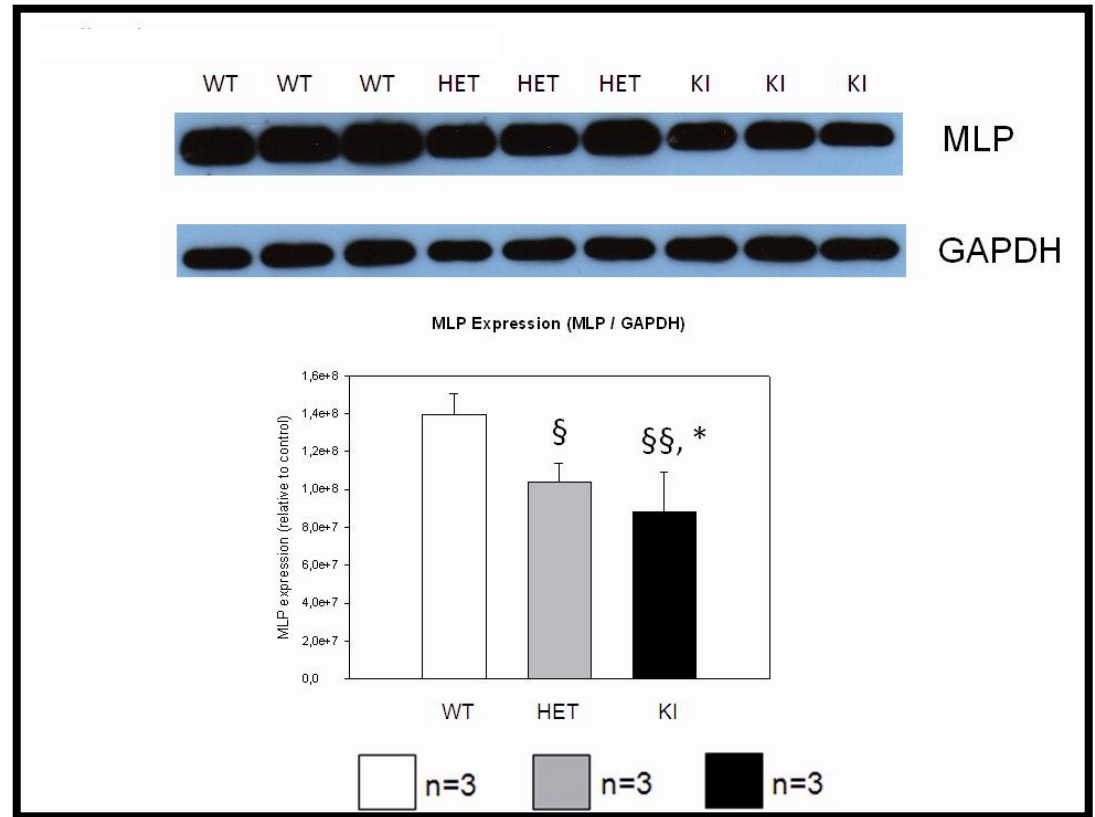 WT WT WT HET HET HET KI KI KI
MLP
GAPDH
MLP Expression (MLP / GAPDH)
MLP expression (relative to control)
1,6e+8
1,4e+8
1,2e+8
1,0e+8
8,0e+7
6,0e+7
4,0e+7
2,0e+7
0,0
§
§§, *
WT HET KI
n=3 n=3 n=3